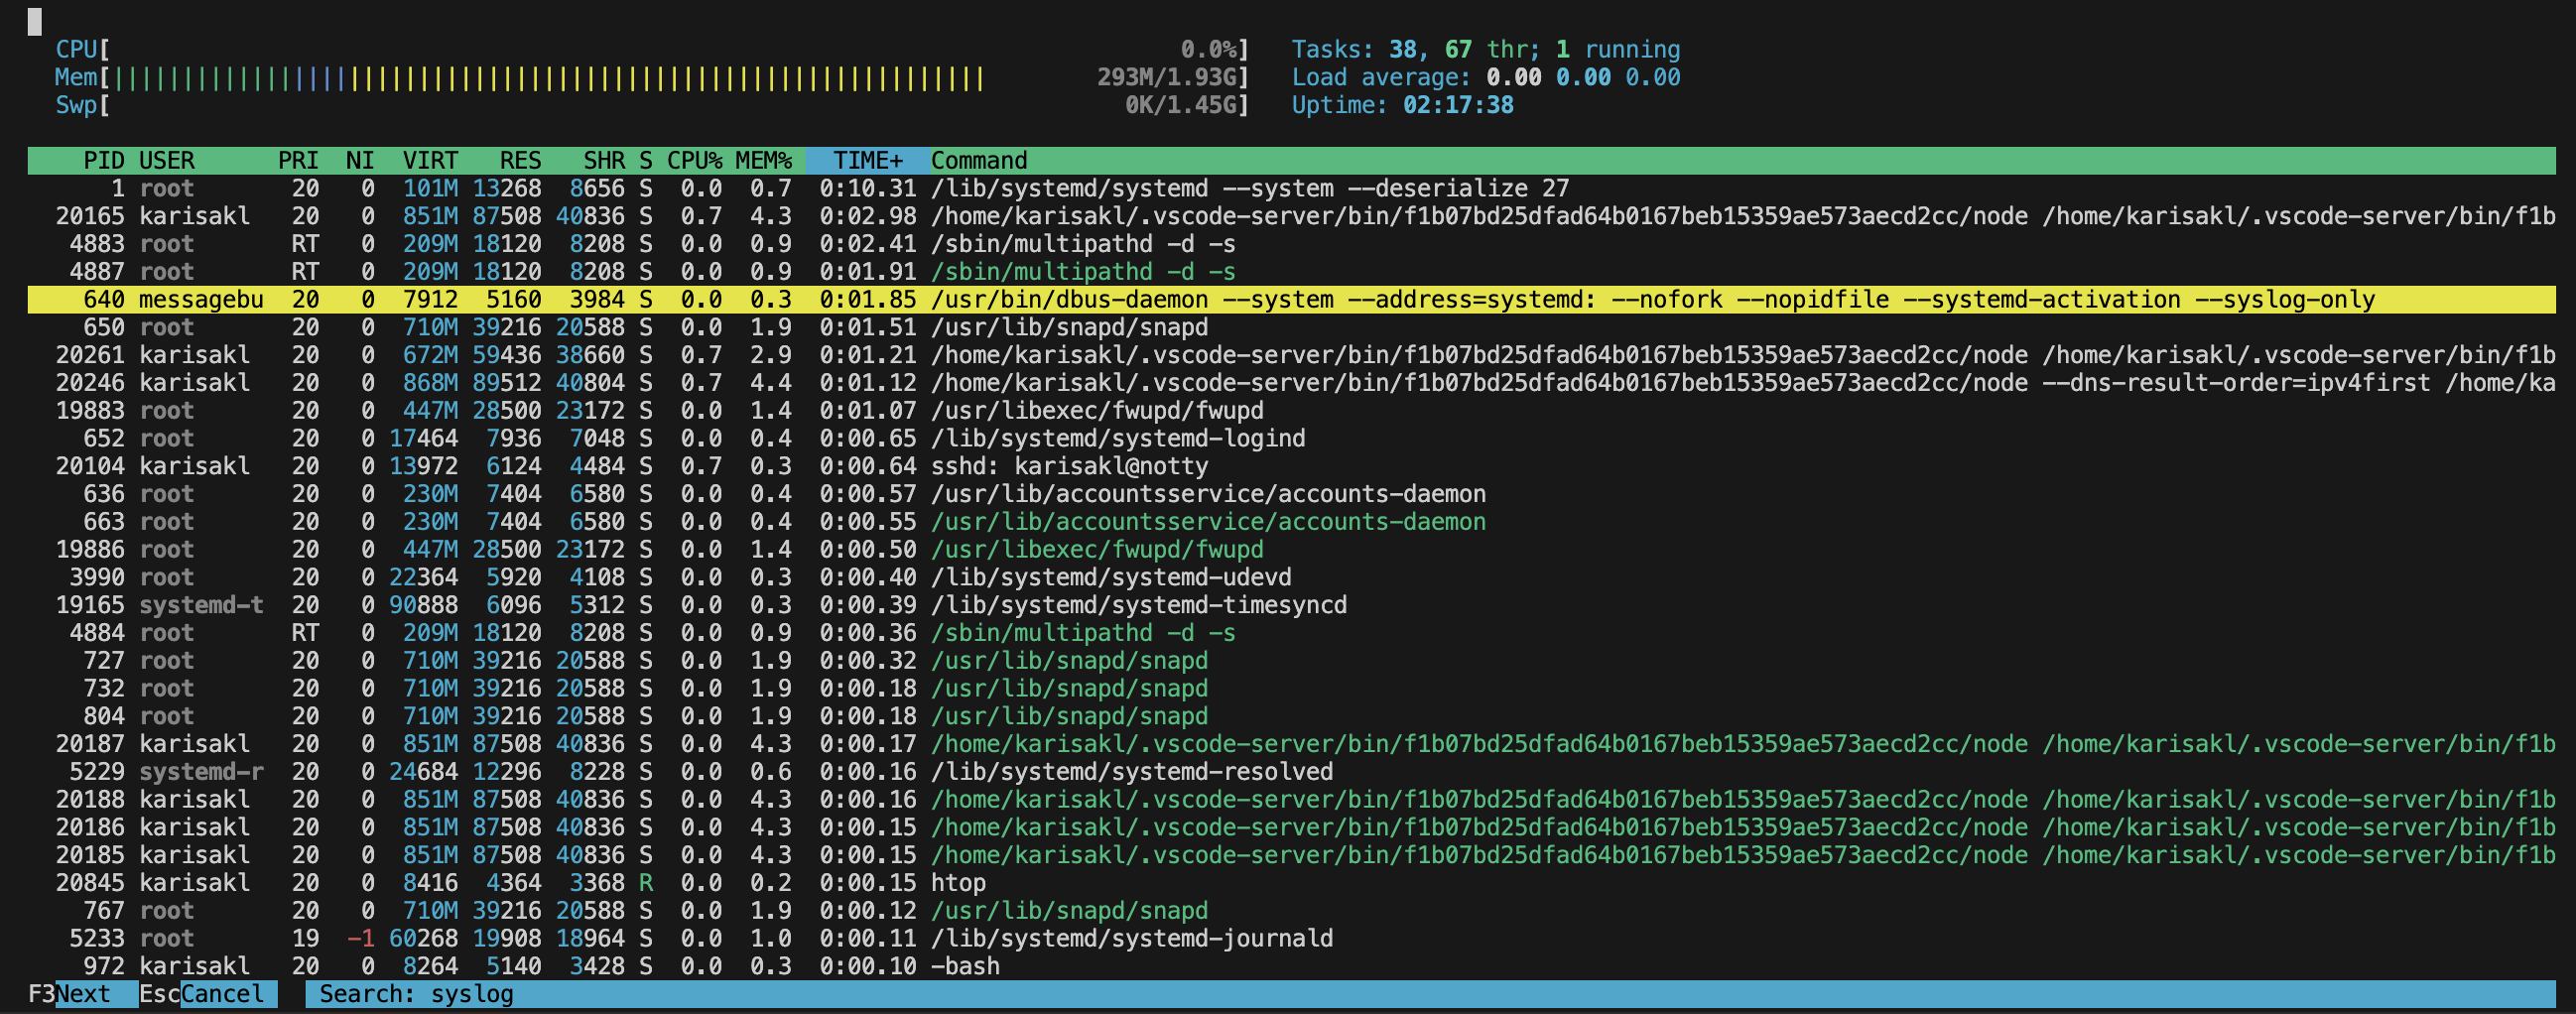 CPU[ 0.0%] Tasks: 38, 67 thr; 1 running
Mem[||||||||||||||||||||||||||||||||||||||||||||||||||||||||||||||| 293M/1.93G] Load average: 0.00 0.00 0.00
Swp[ 0K/1.45G] Uptime: 02:17:38
PID USER PRI NI VIRT RES SHR S CPU% MEM% TIME+ Command
1 root 20 0 101M 13268 8656 S 0.0 0.7 0:10.31 /lib/systemd/systemd --system --deserialize 27
20165 karisakl 20 0 851M 87508 40836 S 0.7 4.3 0:02.98 /home/karisakl/.vscode-server/bin/f1b07bd25dfad64b0167beb15359ae573aecd2cc/node /home/karisakl/.vscode-server/bin/f1b
4883 root RT 0 209M 18120 8208 S 0.0 0.9 0:02.41 /sbin/multipathd -d -s
4887 root RT 0 209M 18120 8208 S 0.0 0.9 0:01.91 /sbin/multipathd -d -s
640 messagebu 20 0 7912 5160 3984 S 0.0 0.3 0:01.85 /usr/bin/dbus-daemon --system --address=systemd: --nofork --nopidfile --systemd-activation --syslog-only
650 root 20 0 710M 39216 20588 S 0.0 1.9 0:01.51 /usr/lib/snapd/snapd
20261 karisakl 20 0 672M 59436 38660 S 0.7 2.9 0:01.21 /home/karisakl/.vscode-server/bin/f1b07bd25dfad64b0167beb15359ae573aecd2cc/node /home/karisakl/.vscode-server/bin/f1b
20246 karisakl 20 0 868M 89512 40804 S 0.7 4.4 0:01.12 /home/karisakl/.vscode-server/bin/f1b07bd25dfad64b0167beb15359ae573aecd2cc/node --dns-result-order=ipv4first /home/ka
19883 root 20 0 447M 28500 23172 S 0.0 1.4 0:01.07 /usr/libexec/fwupd/fwupd
652 root 20 0 17464 7936 7048 S 0.0 0.4 0:00.65 /lib/systemd/systemd-logind
20104 karisakl 20 0 13972 6124 4484 S 0.7 0.3 0:00.64 sshd: karisakl@notty
636 root 20 0 230M 7404 6580 S 0.0 0.4 0:00.57 /usr/lib/accountsservice/accounts-daemon
663 root 20 0 230M 7404 6580 S 0.0 0.4 0:00.55 /usr/lib/accountsservice/accounts-daemon
19886 root 20 0 447M 28500 23172 S 0.0 1.4 0:00.50 /usr/libexec/fwupd/fwupd
3990 root 20 0 22364 5920 4108 S 0.0 0.3 0:00.40 /lib/systemd/systemd-udevd
19165 systemd-t 20 0 90888 6096 5312 S 0.0 0.3 0:00.39 /lib/systemd/systemd-timesyncd
4884 root RT 0 209M 18120 8208 S 0.0 0.9 0:00.36 /sbin/multipathd -d -s
727 root 20 0 710M 39216 20588 S 0.0 1.9 0:00.32 /usr/lib/snapd/snapd
732 root 20 0 710M 39216 20588 S 0.0 1.9 0:00.18 /usr/lib/snapd/snapd
804 root 20 0 710M 39216 20588 S 0.0 1.9 0:00.18 /usr/lib/snapd/snapd
20187 karisakl 20 0 851M 87508 40836 S 0.0 4.3 0:00.17 /home/karisakl/.vscode-server/bin/f1b07bd25dfad64b0167beb15359ae573aecd2cc/node /home/karisakl/.vscode-server/bin/f1b
5229 systemd-r 20 0 24684 12296 8228 S 0.0 0.6 0:00.16 /lib/systemd/systemd-resolved
20188 karisakl 20 0 851M 87508 40836 S 0.0 4.3 0:00.16 /home/karisakl/.vscode-server/bin/f1b07bd25dfad64b0167beb15359ae573aecd2cc/node /home/karisakl/.vscode-server/bin/f1b
20186 karisakl 20 0 851M 87508 40836 S 0.0 4.3 0:00.15 /home/karisakl/.vscode-server/bin/f1b07bd25dfad64b0167beb15359ae573aecd2cc/node /home/karisakl/.vscode-server/bin/f1b
20185 karisakl 20 0 851M 87508 40836 S 0.0 4.3 0:00.15 /home/karisakl/.vscode-server/bin/f1b07bd25dfad64b0167beb15359ae573aecd2cc/node /home/karisakl/.vscode-server/bin/f1b
20845 karisakl 20 0 8416 4364 3368 R 0.0 0.2 0:00.15 htop
767 root 20 0 710M 39216 20588 S 0.0 1.9 0:00.12 /usr/lib/snapd/snapd
5233 root 19 -1 60268 19908 18964 S 0.0 1.0 0:00.11 /lib/systemd/systemd-journald
972 karisakl 20 0 8264 5140 3428 S 0.0 0.3 0:00.10 -bash
F3Next EscCancel Search: syslog